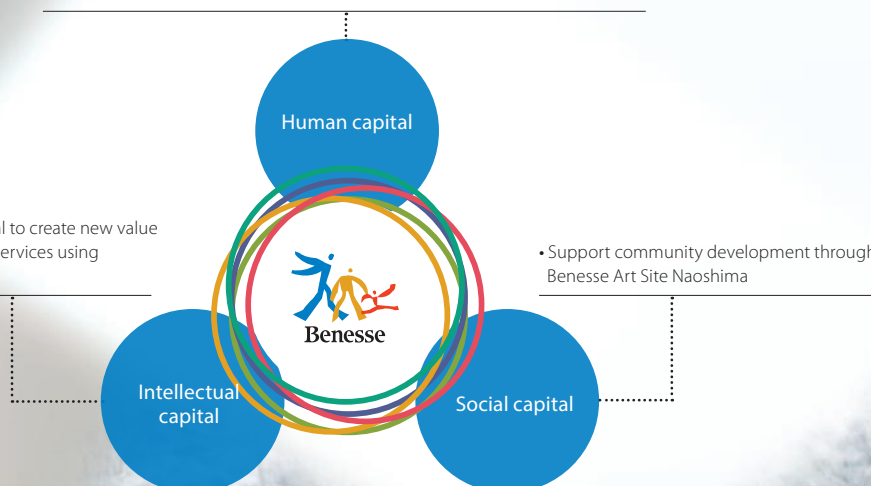 Human capital
l to create new value
ervices using
• Support community development through
Benesse Art Site Naoshima
Benesse
Intellectual
capital
Social capital